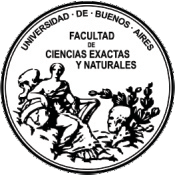 UNIVERSIDAD · DE · BUENOS · AIRES
FACULTAD
DE
CIENCIAS EXACTAS
Y NATURALES